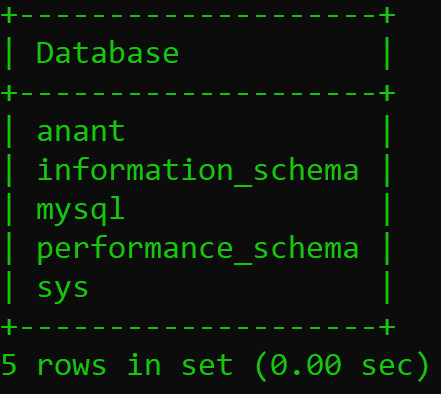 +--------------------+
| Database           |
+--------------------+
| anant              |
| information_schema |
| mysql              |
| performance_schema |
| sys                |
+--------------------+
5 rows in set (0.00 sec)